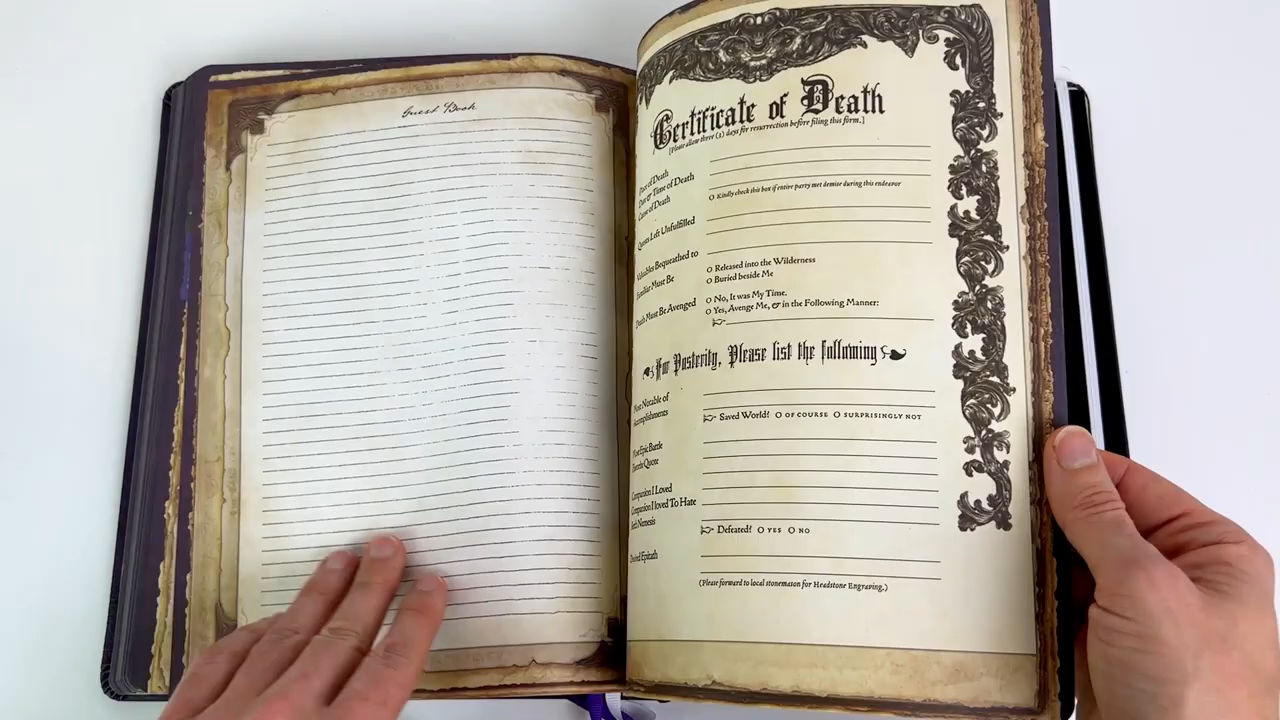 Guest Book
Certificate of Death
[Please allow three (3) days for resurrection before filing this form.]
Place of Death
Date & Time of Death
Cause of Death
O Kindly check this box if entire party met demise during this endeavor
Quests Left Unfulfilled
Valuables Bequeathed to
Familiar Must Be
O Released into the Wilderness
O Buried beside Me
Death Must Be Avenged
O No, It was My Time.
O Yes, Avenge Me, & in the Following Manner:
For Posterity, Please list the following
Most Notable of
Accomplishments
Saved World? O OF COURSE O SURPRISINGLY NOT
Most Epic Battle
Favorite Quote
Companion I Loved
Companion I loved To Hate
Arch Nemesis
Defeated? O YES O NO
Desired Epitath
(Please forward to local stonemason for Headstone Engraving.)